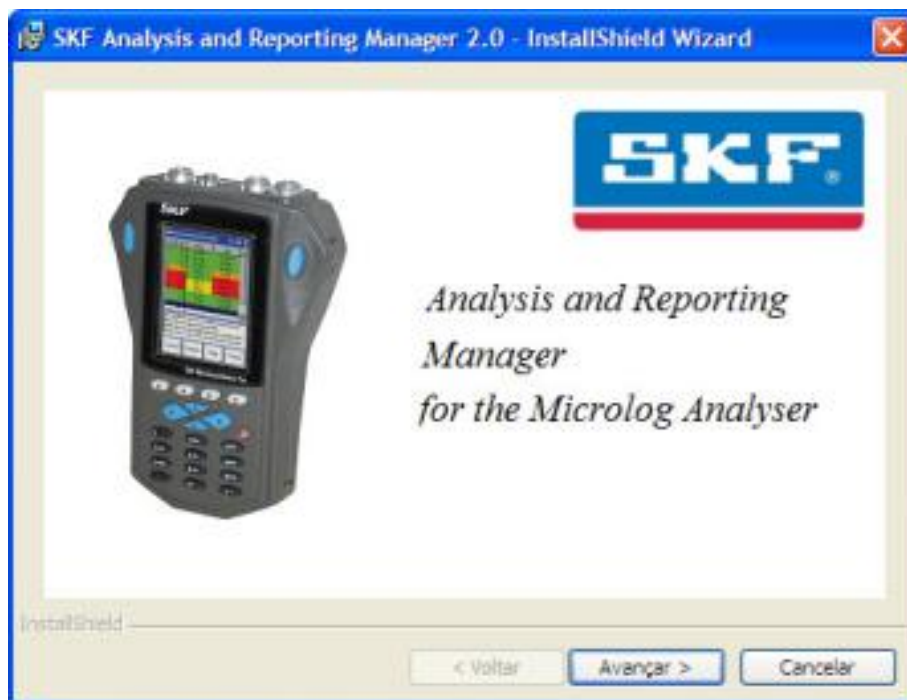 SKF Analysis and Reporting Manager 2.0 - InstallShield Wizard
SKF
SKF
Analysis and Reporting
Manager
for the Microlog Analyser
InstallShield
< Voltar
Avançar >
Cancelar